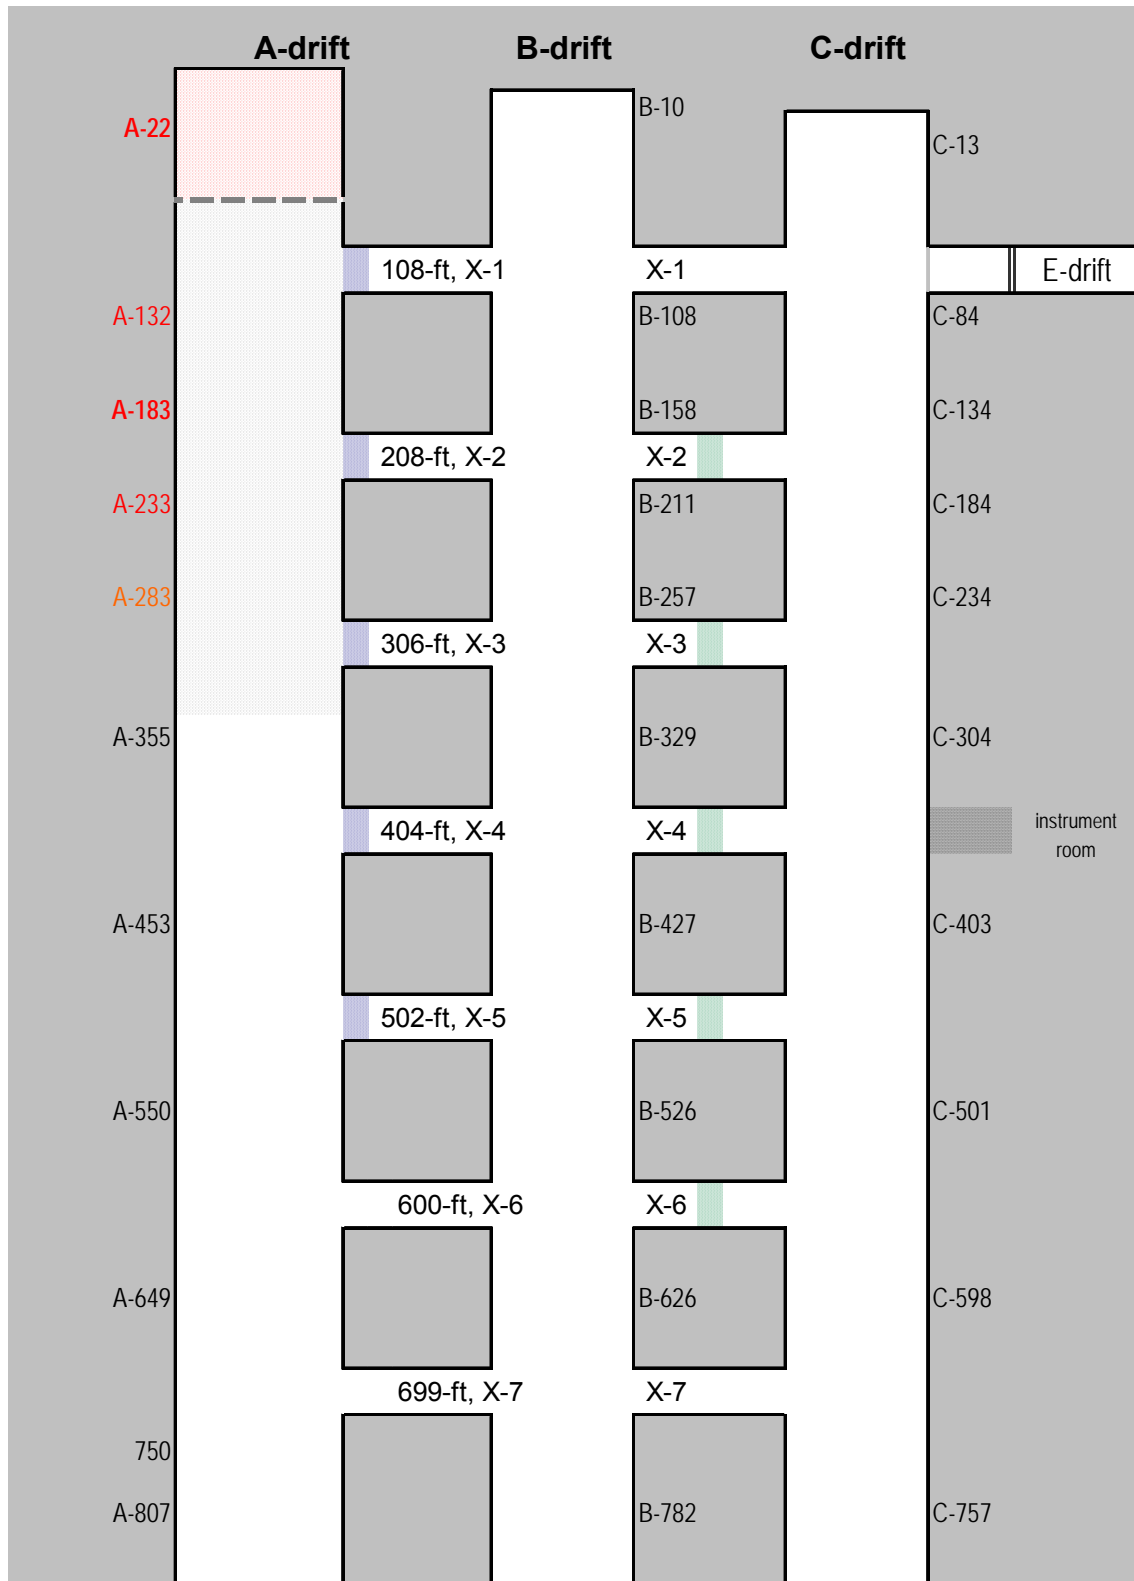 A-drift B-drift C-drift
B-10
A-22
C-13
108-ft, X-1 X-1 E-drift
A-132 B-108 C-84
A-183 B-158 C-134
208-ft, X-2 X-2
A-233 B-211 C-184
A-283 B-257 C-234
306-ft, X-3 X-3
A-355 B-329 C-304
404-ft, X-4 X-4 instrument
room
A-453 B-427 C-403
502-ft, X-5 X-5
A-550 B-526 C-501
600-ft, X-6 X-6
A-649 B-626 C-598
699-ft, X-7 X-7
750
A-807 B-782 C-757